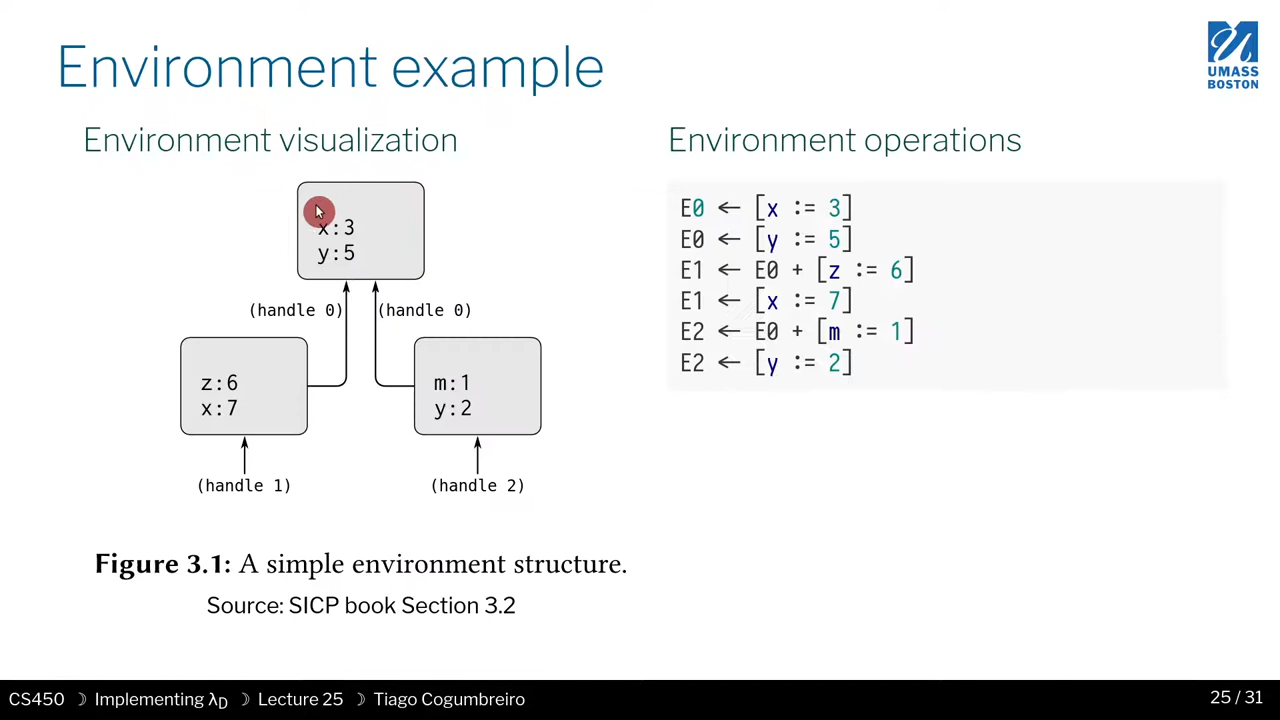 Environment example
UMASS
BOSTON
Environment visualization
x:3
y:5
(handle 0)
(handle 0)
z:6
x:7
m:1
y:2
(handle 1)
(handle 2)
Figure 3.1: A simple environment structure.
Source: SICP book Section 3.2
Environment operations
E0 ← [x := 3]
E0 ← [y := 5]
E1 ← E0 + [z := 6]
E1 ← [x := 7]
E2 ← E0 + [m := 1]
E2 ← [y := 2]
CS450 ☽ Implementing λD ☽ Lecture 25 ☽ Tiago Cogumbreiro
25 / 31